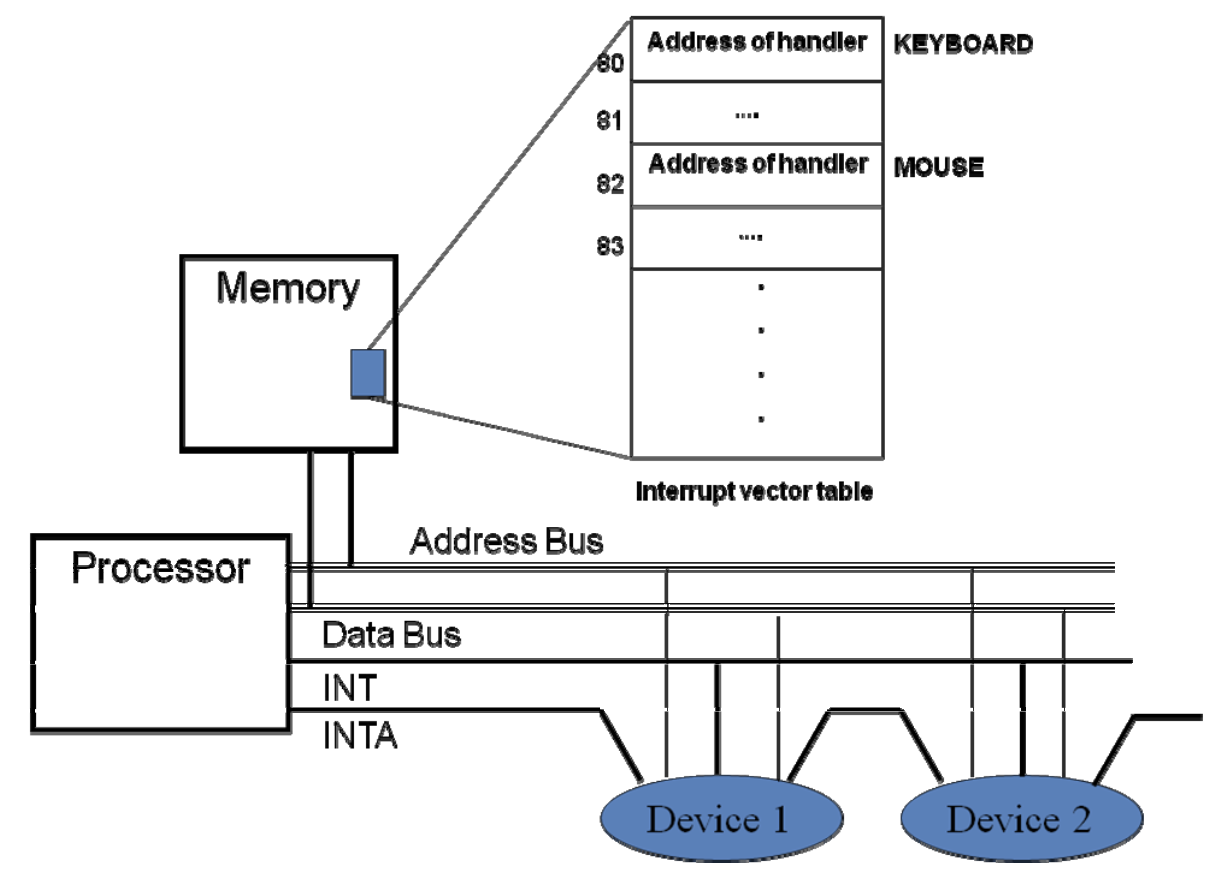 Address of handler KEYBOARD
80
81 ....
Address of handler MOUSE
82
83 ....
Memory
Interrupt vector table
Address Bus
Processor
Data Bus
INT
INTA
Device 1
Device 2